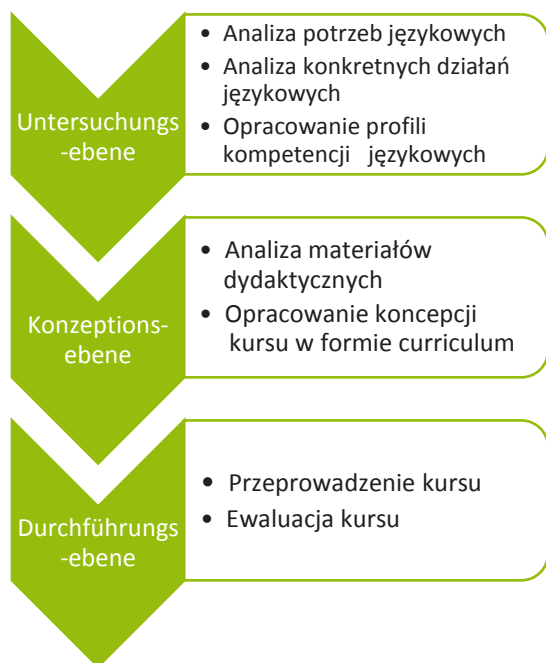 Untersuchungs
-ebene
• Analiza potrzeb językowych
• Analiza konkretnych działań
językowych
• Opracowanie profili
kompetencji językowych
Konzeptions-
ebene
• Analiza materiałów
dydaktycznych
• Opracowanie koncepcji
kursu w formie curriculum
Durchführungs
-ebene
• Przeprowadzenie kursu
• Ewaluacja kursu